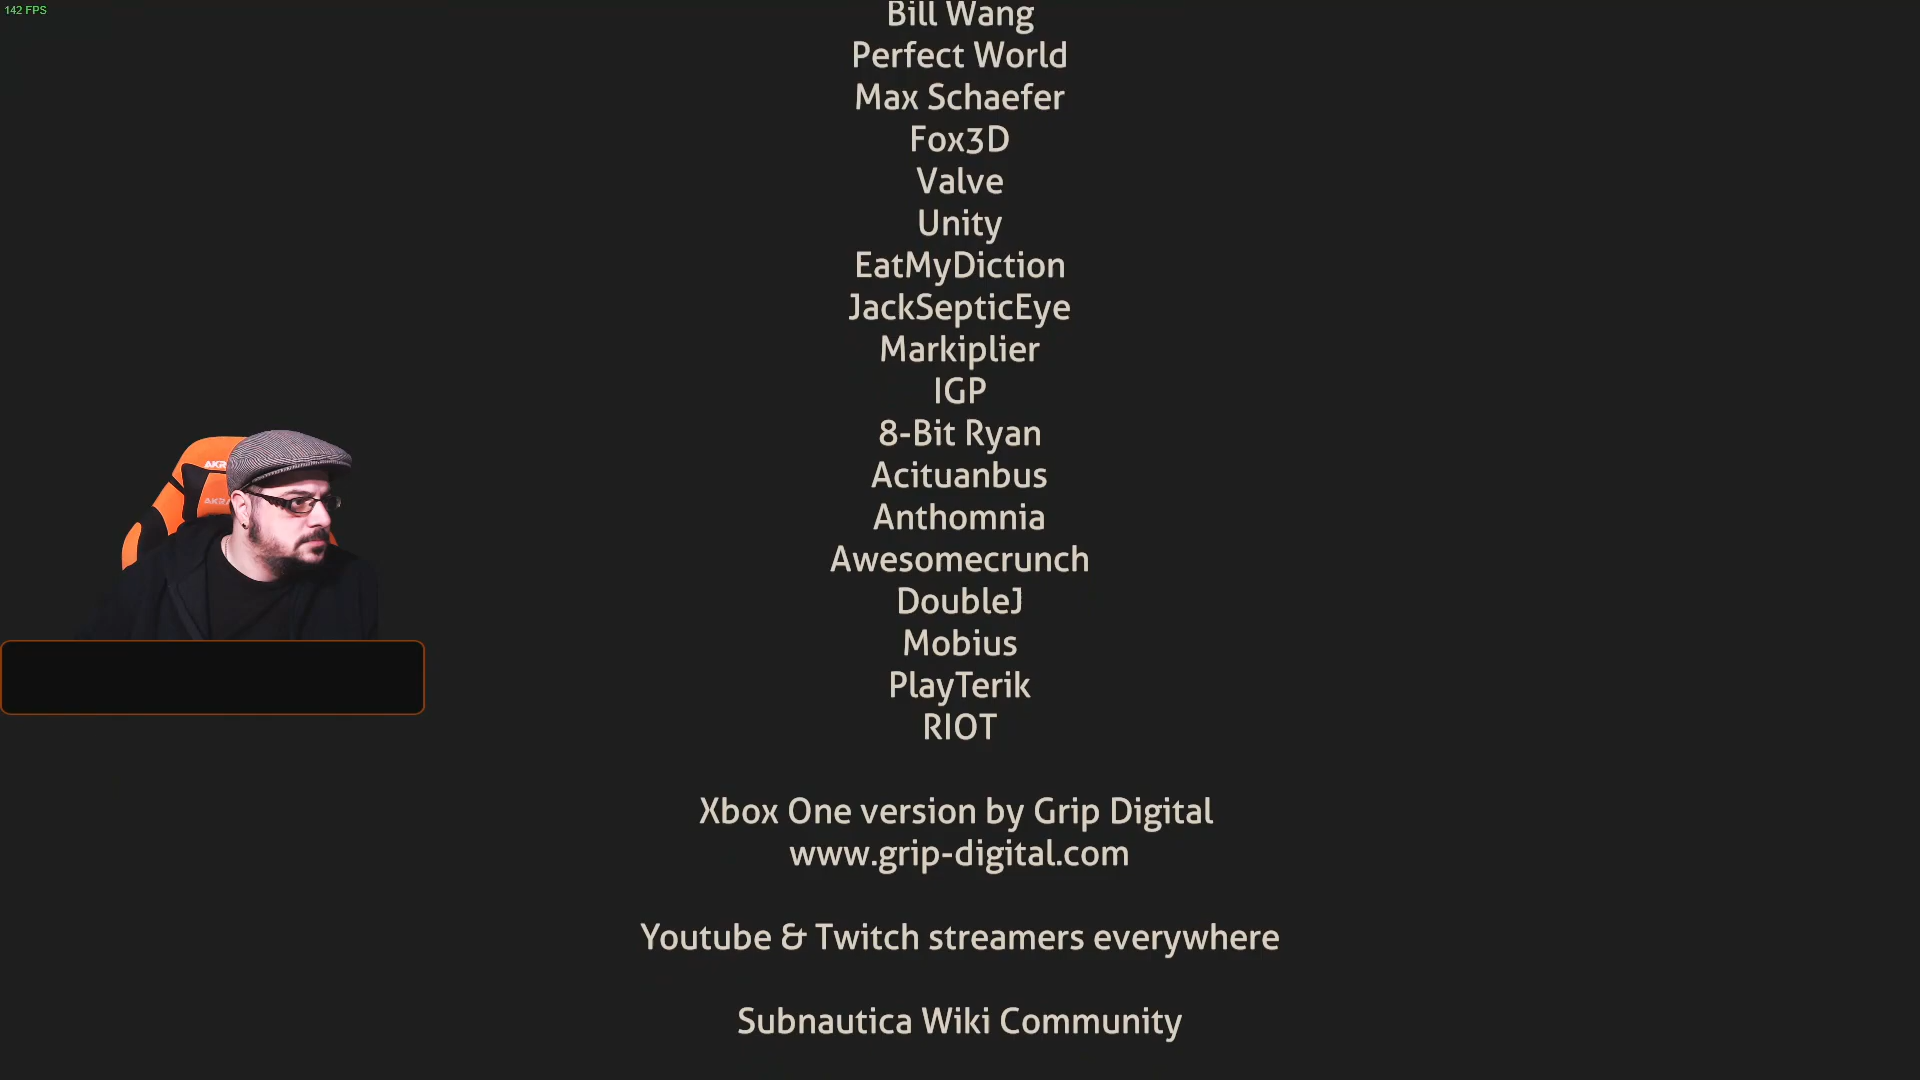 142 FPS
Bill Wang
Perfect World
Max Schaefer
Fox3D
Valve
Unity
EatMyDiction
JackSepticEye
Markiplier
IGP
8-Bit Ryan
Acituanbus
Anthomnia
Awesomecrunch
DoubleJ
Mobius
PlayTerik
RIOT
Xbox One version by Grip Digital
www.grip-digital.com
Youtube & Twitch streamers everywhere
Subnautica Wiki Community